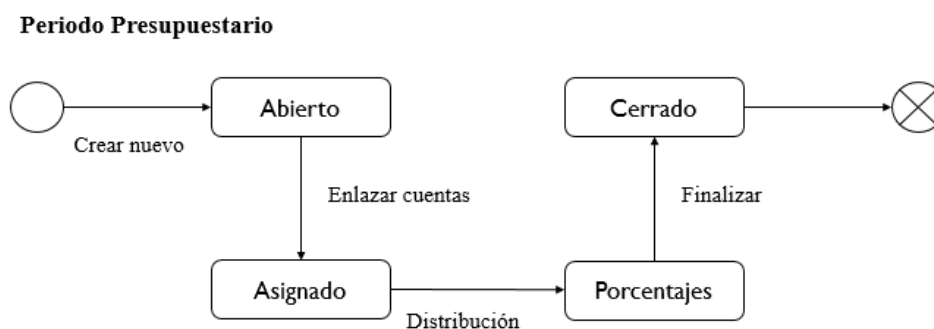 Periodo Presupuestario
Abierto
Cerrado
Crear nuevo
Enlazar cuentas
Finalizar
Asignado
Porcentajes
Distribución